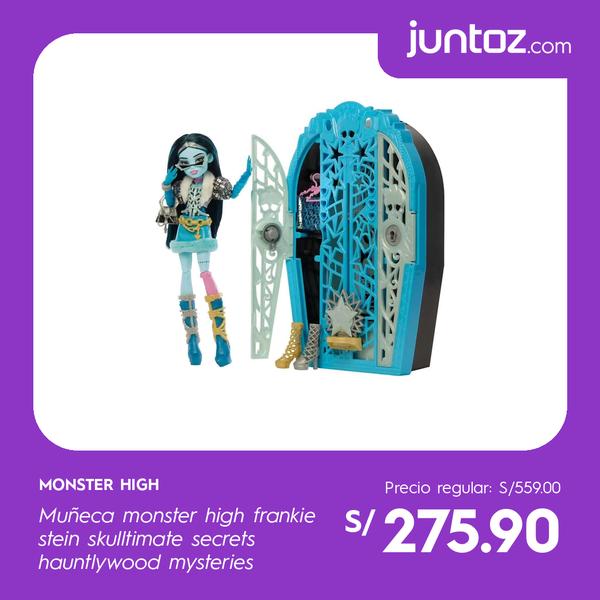 juntoz.com
MONSTER HIGH
Muñeca monster high frankie
stein skulltimate secrets
hauntlywood mysteries
Precio regular: S/559.00
S/ 275.90